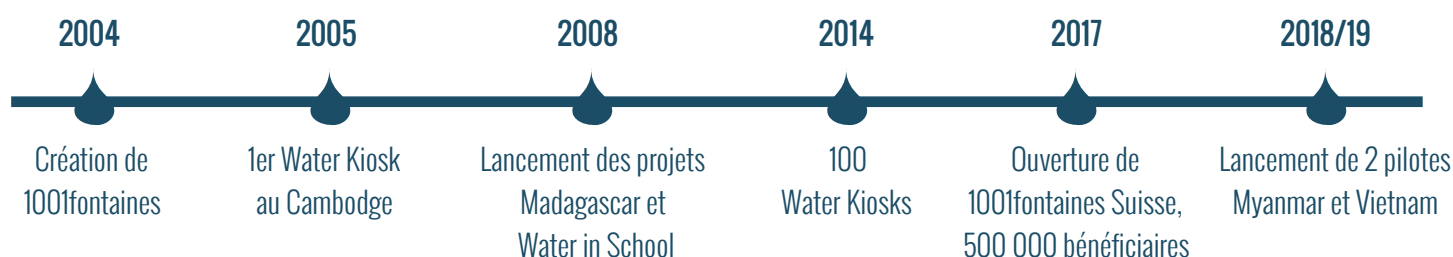 2004
Création de
1001fontaines
2005
1er Water Kiosk
au Cambodge
2008
Lancement des projets
Madagascar et
Water in School
2014
100
Water Kiosks
2017
Ouverture de
1001fontaines Suisse,
500 000 bénéficiaires
2018/19
Lancement de 2 pilotes
Myanmar et Vietnam